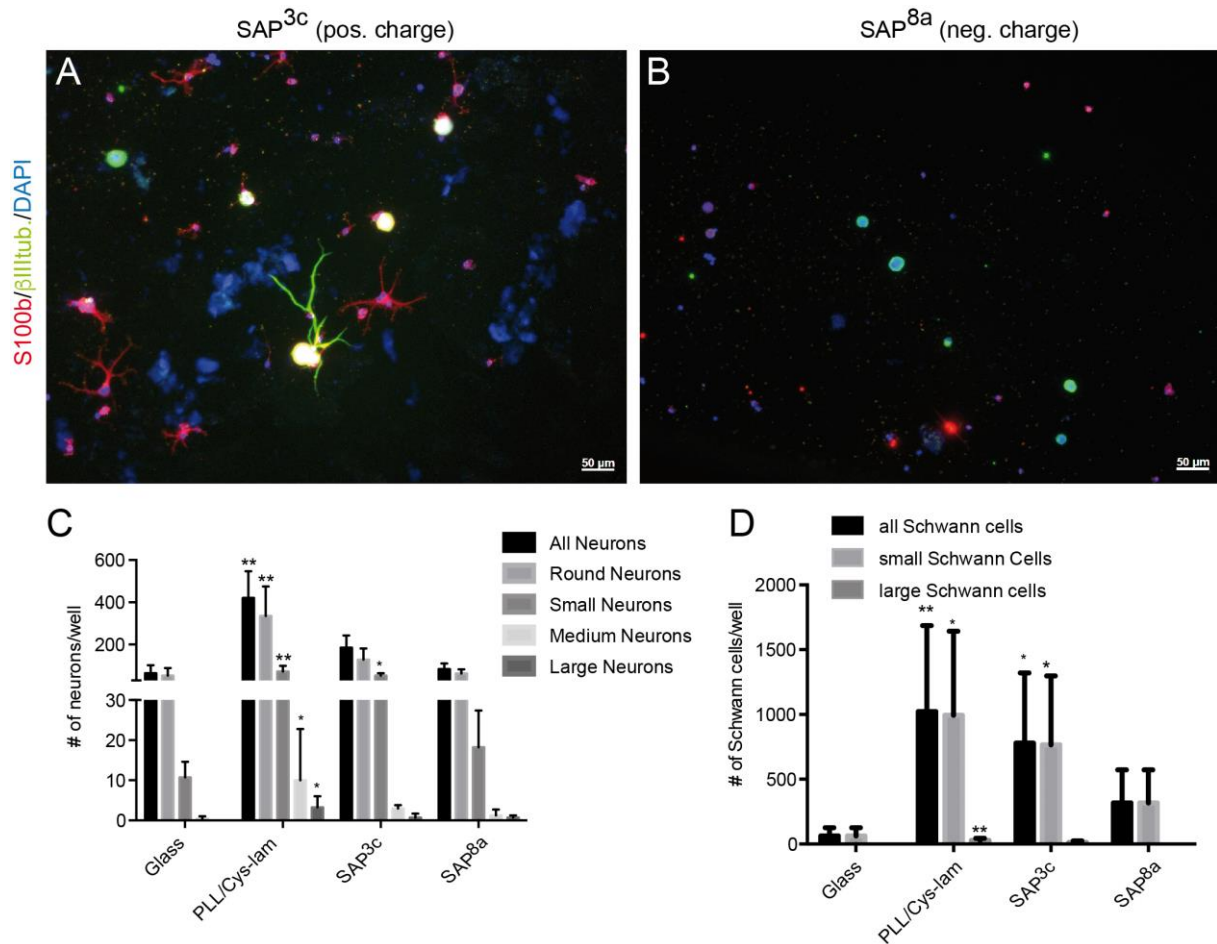 SAP3c (pos. charge)
SAP8a (neg. charge)
S100b/βIIItub./DAPI
A
50 µm
B
50 µm
C
# of neurons/well
600
400
200
30
20
10
0
** ** ** * *
*
Glass
PLL/Cys-lam
SAP3c
SAP8a
All Neurons
Round Neurons
Small Neurons
Medium Neurons
Large Neurons
D
all Schwann cells
small Schwann Cells
large Schwann cells
# of Schwann cells/well
2000
1500
1000
500
0
** * **
* *
Glass
PLL/Cys-lam
SAP3c
SAP8a